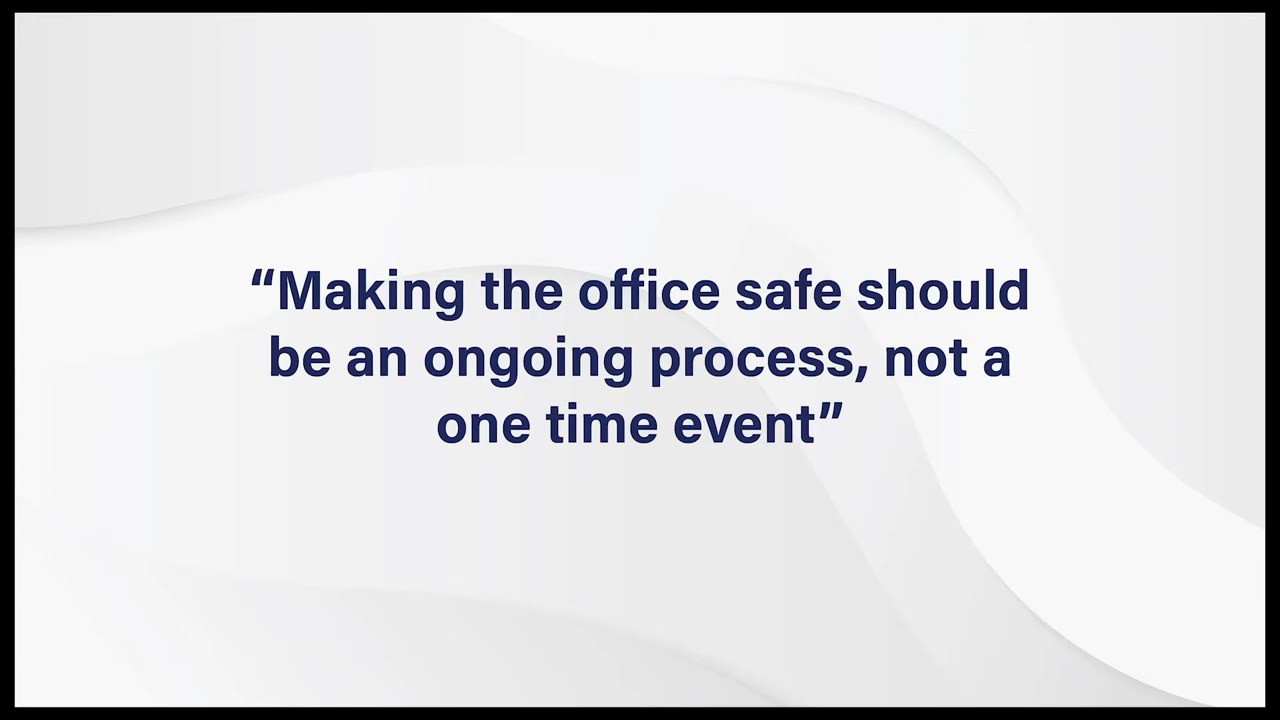 “Making the office safe should
be an ongoing process, not a
one time event”